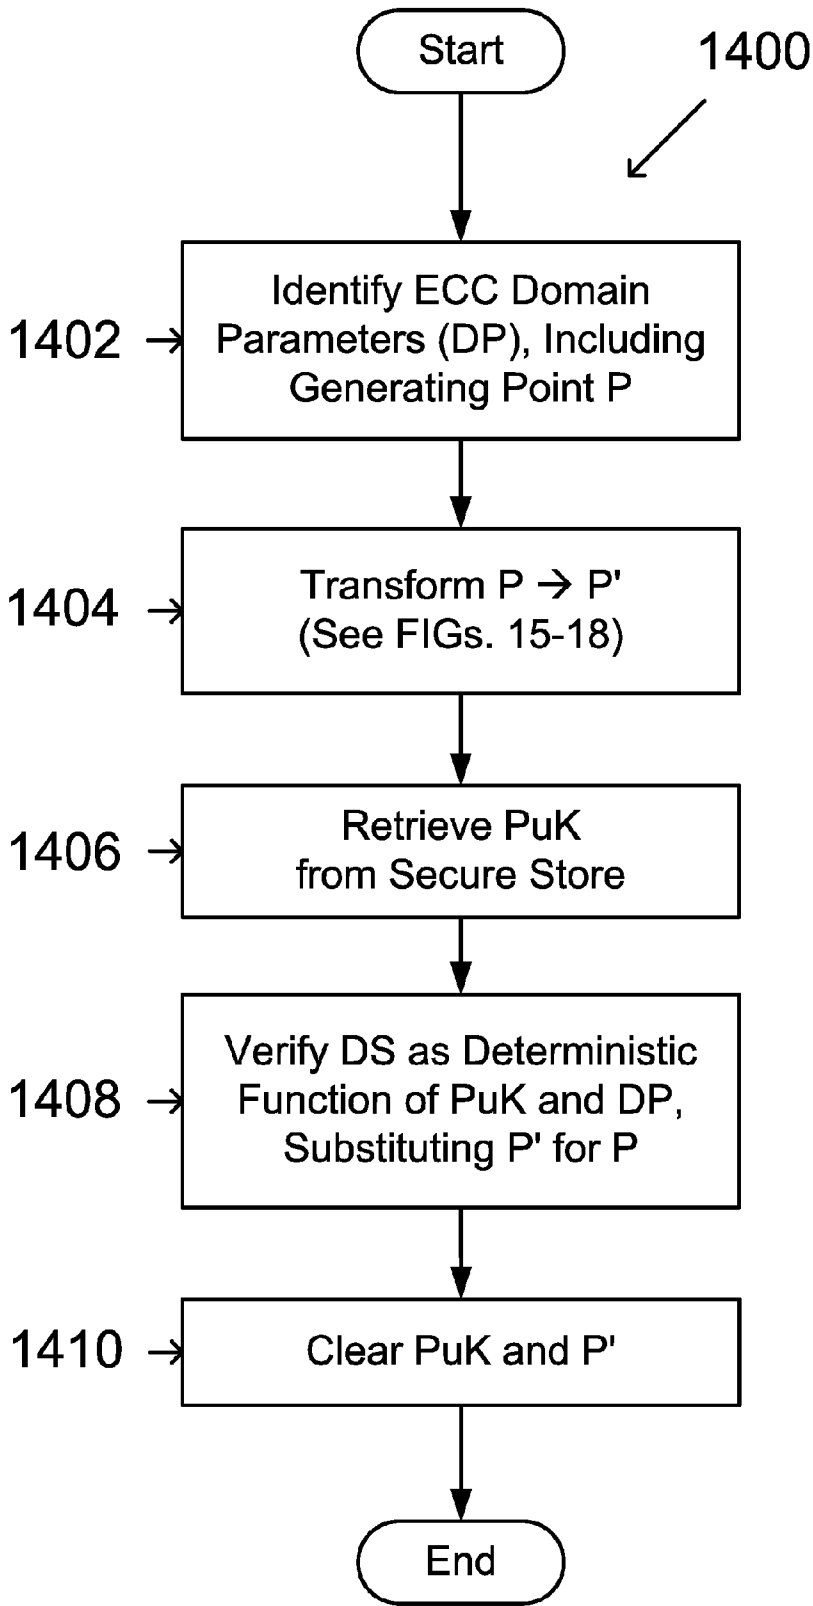 Start
1400
1402
Identify ECC Domain
Parameters (DP), Including
Generating Point P
1404
Transform P → P'
(See FIGs. 15-18)
1406
Retrieve PuK
from Secure Store
1408
Verify DS as Deterministic
Function of PuK and DP,
Substituting P' for P
1410
Clear PuK and P'
End